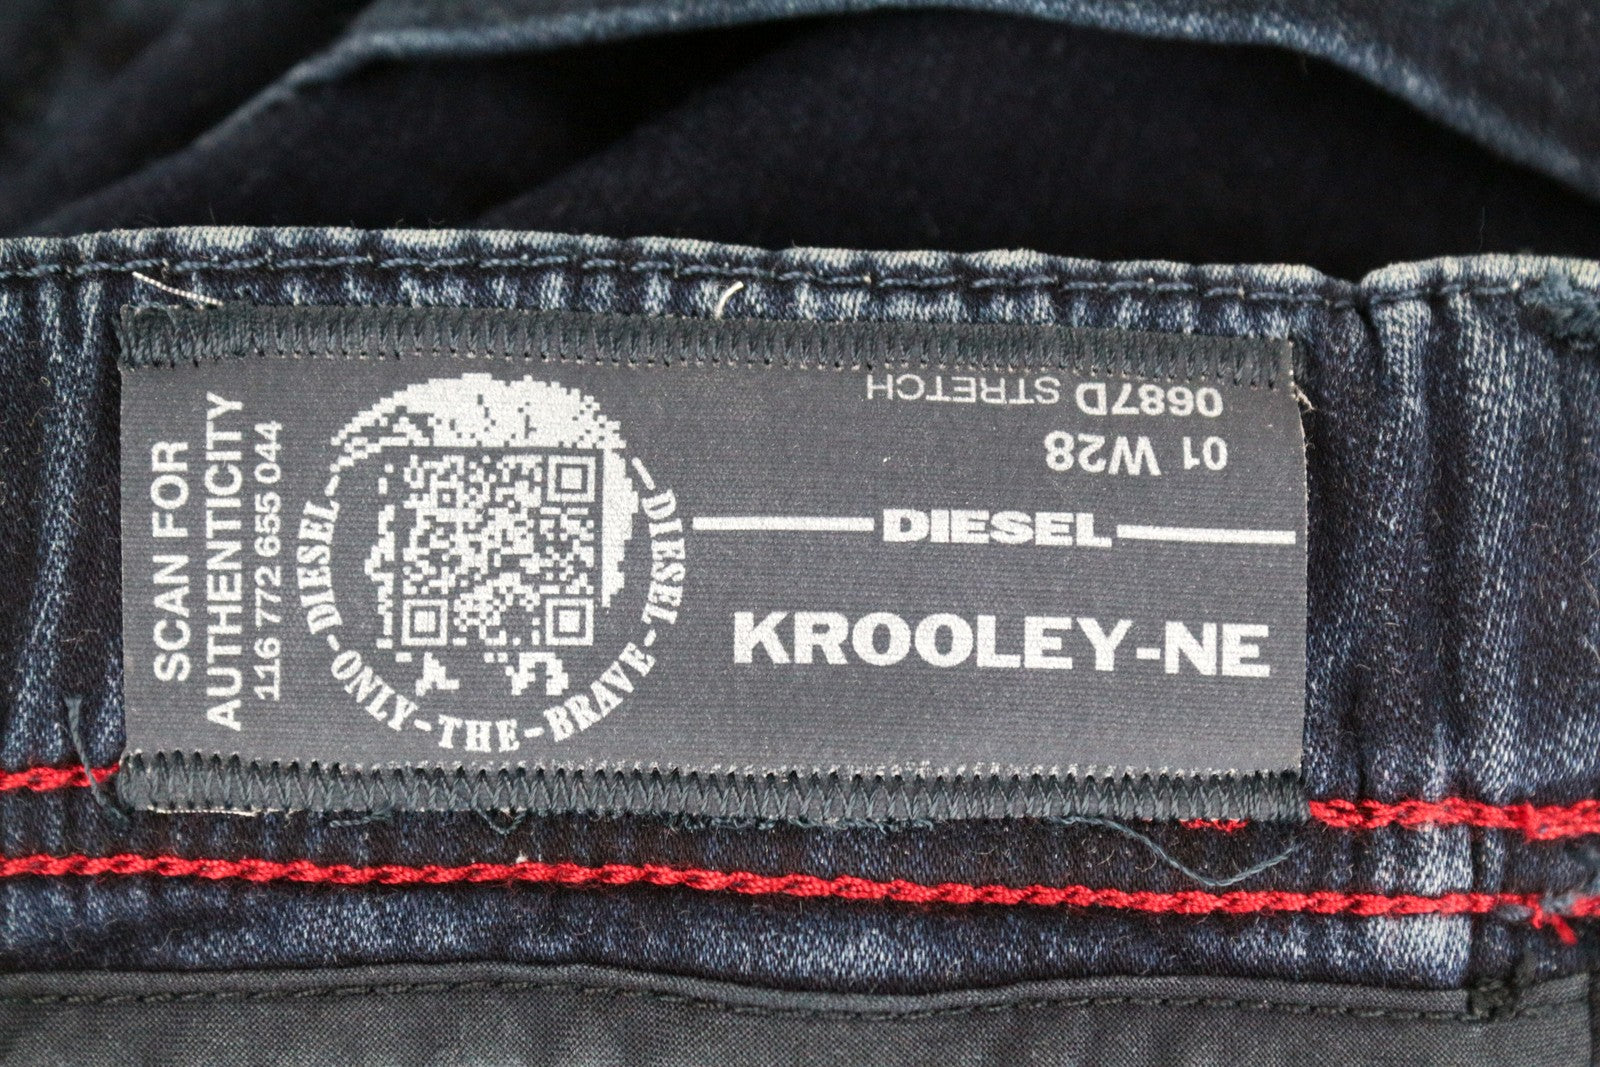 SCAN FOR
AUTHENTICITY
116 772 655 044
DIESEL-ONLY-THE-BRAVE-DIESEL
0687D STRETCH
01 W28
DIESEL
KROOLEY-NE